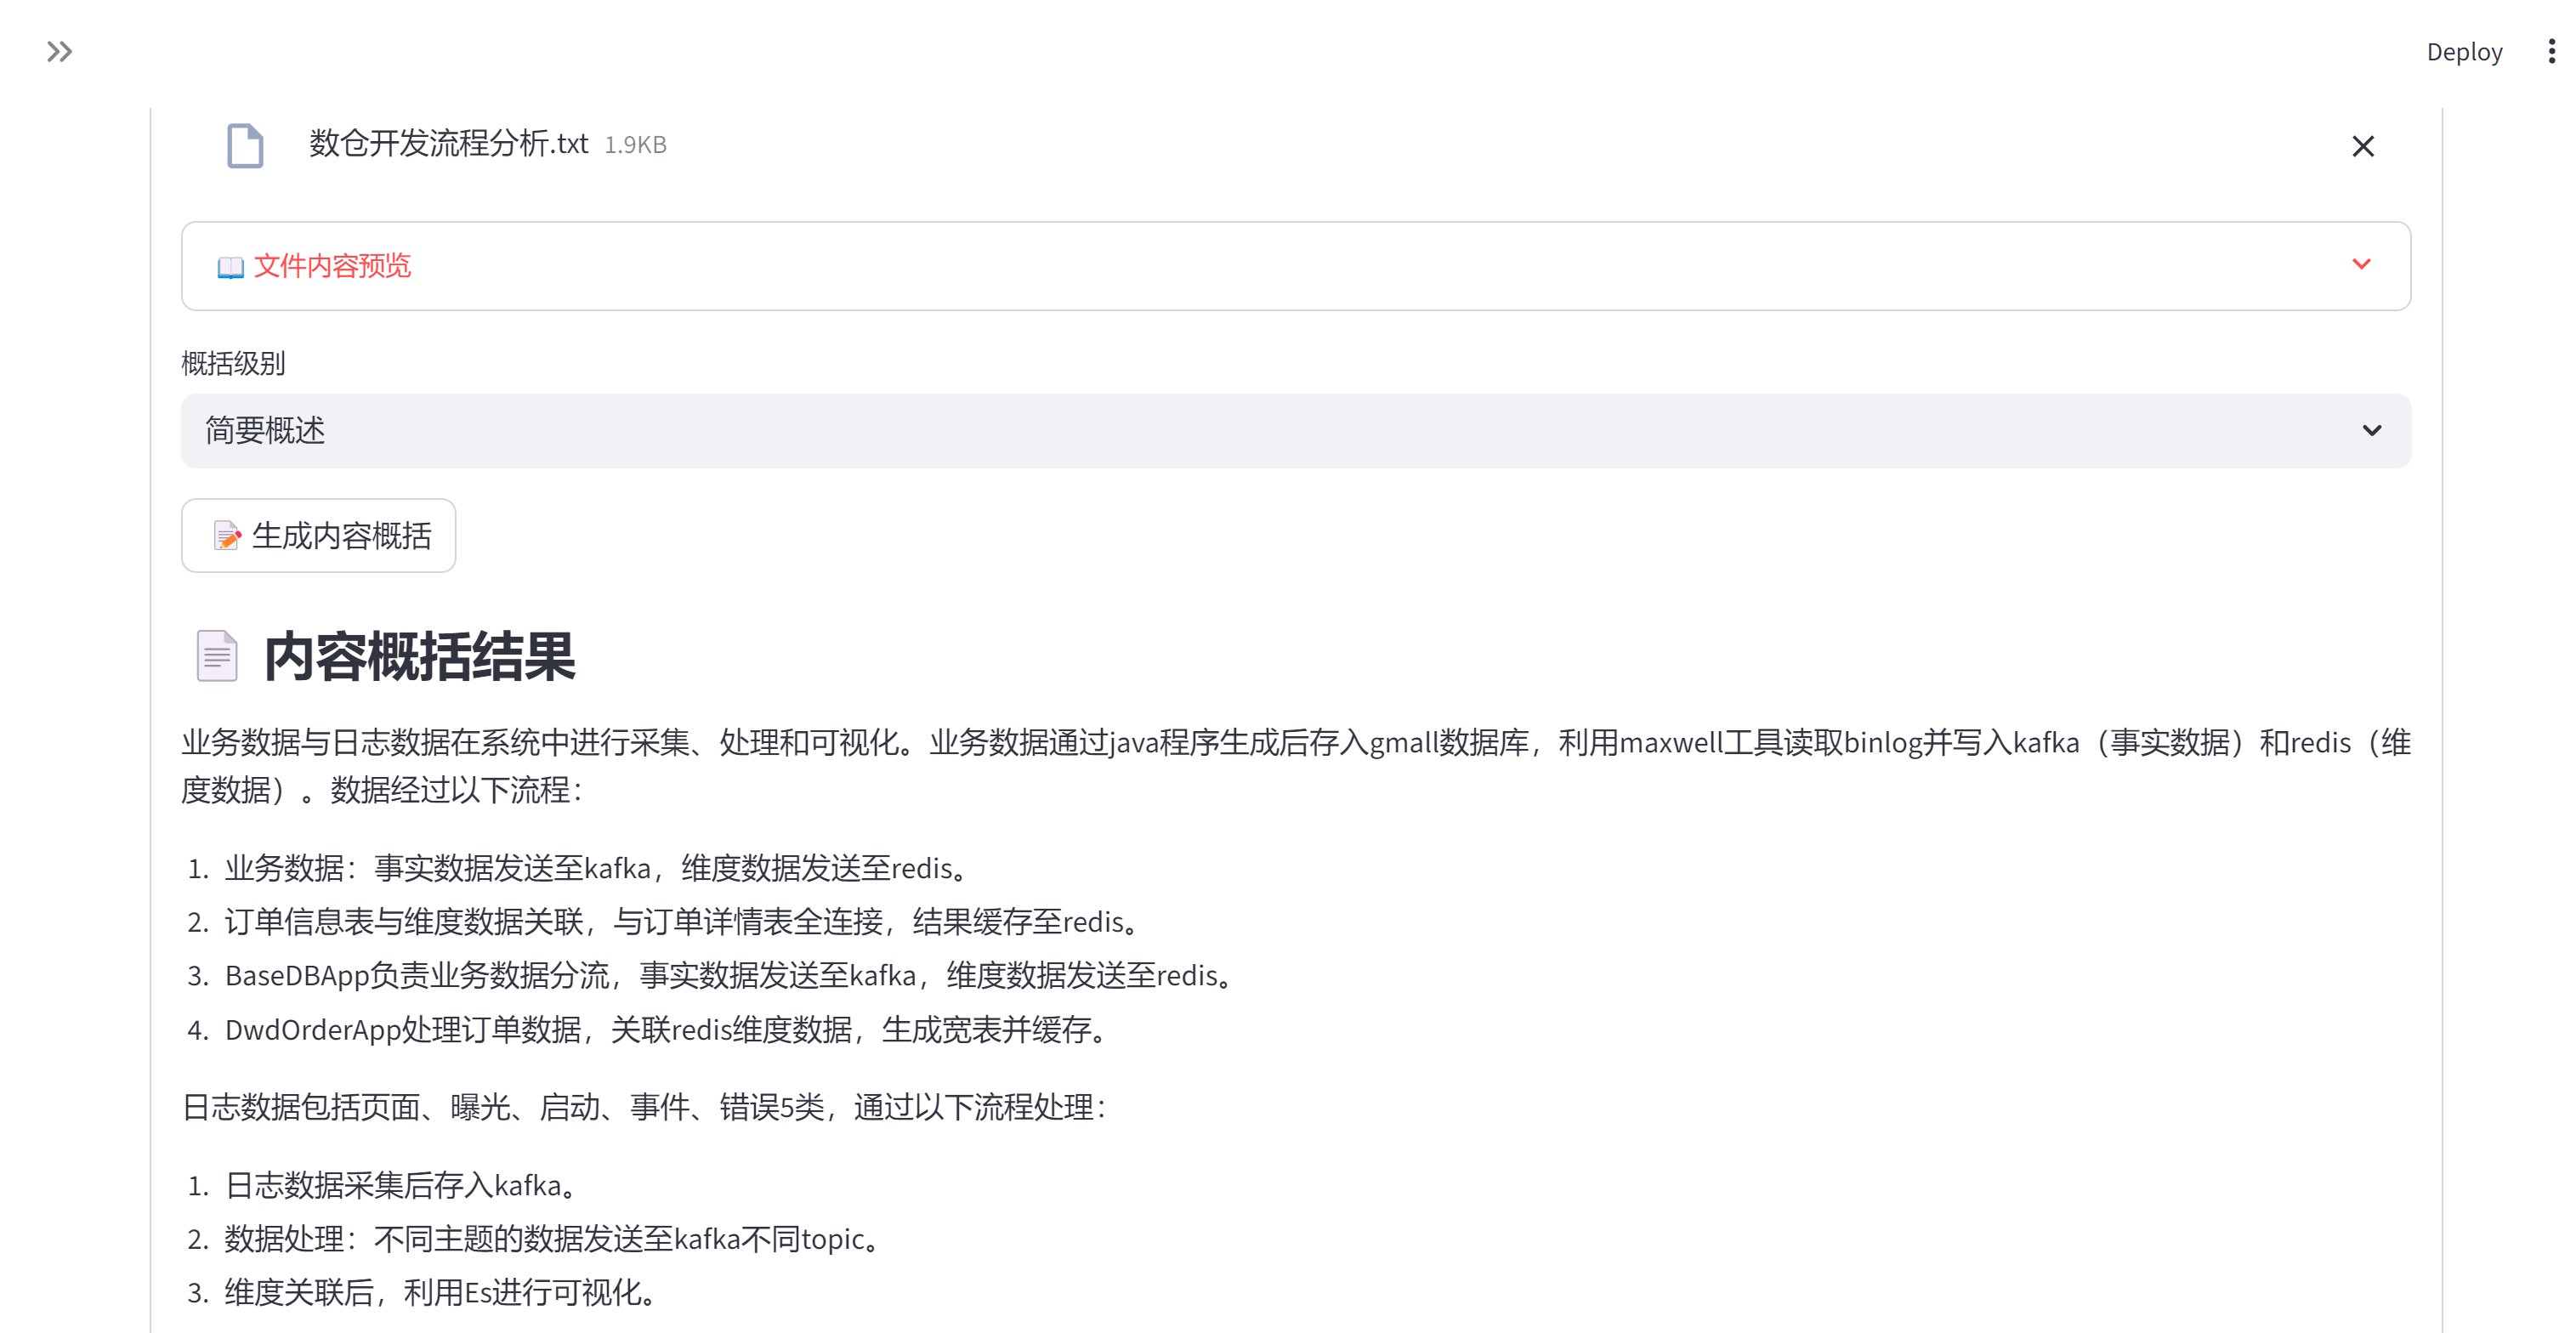 Deploy
数仓开发流程分析.txt 1.9KB
文件内容预览
概括级别
简要概述
生成内容概括
内容概括结果
业务数据与日志数据在系统中进行采集、处理和可视化。业务数据通过java程序生成后存入gmall数据库，利用maxwell工具读取binlog并写入kafka（事实数据）和redis（维
度数据）。数据经过以下流程：
1. 业务数据：事实数据发送至kafka，维度数据发送至redis。
2. 订单信息表与维度数据关联，与订单详情表全连接，结果缓存至redis。
3. BaseDBApp负责业务数据分流，事实数据发送至kafka，维度数据发送至redis。
4. DwdOrderApp处理订单数据，关联redis维度数据，生成宽表并缓存。
日志数据包括页面、曝光、启动、事件、错误5类，通过以下流程处理：
1. 日志数据采集后存入kafka。
2. 数据处理：不同主题的数据发送至kafka不同topic。
3. 维度关联后，利用Es进行可视化。